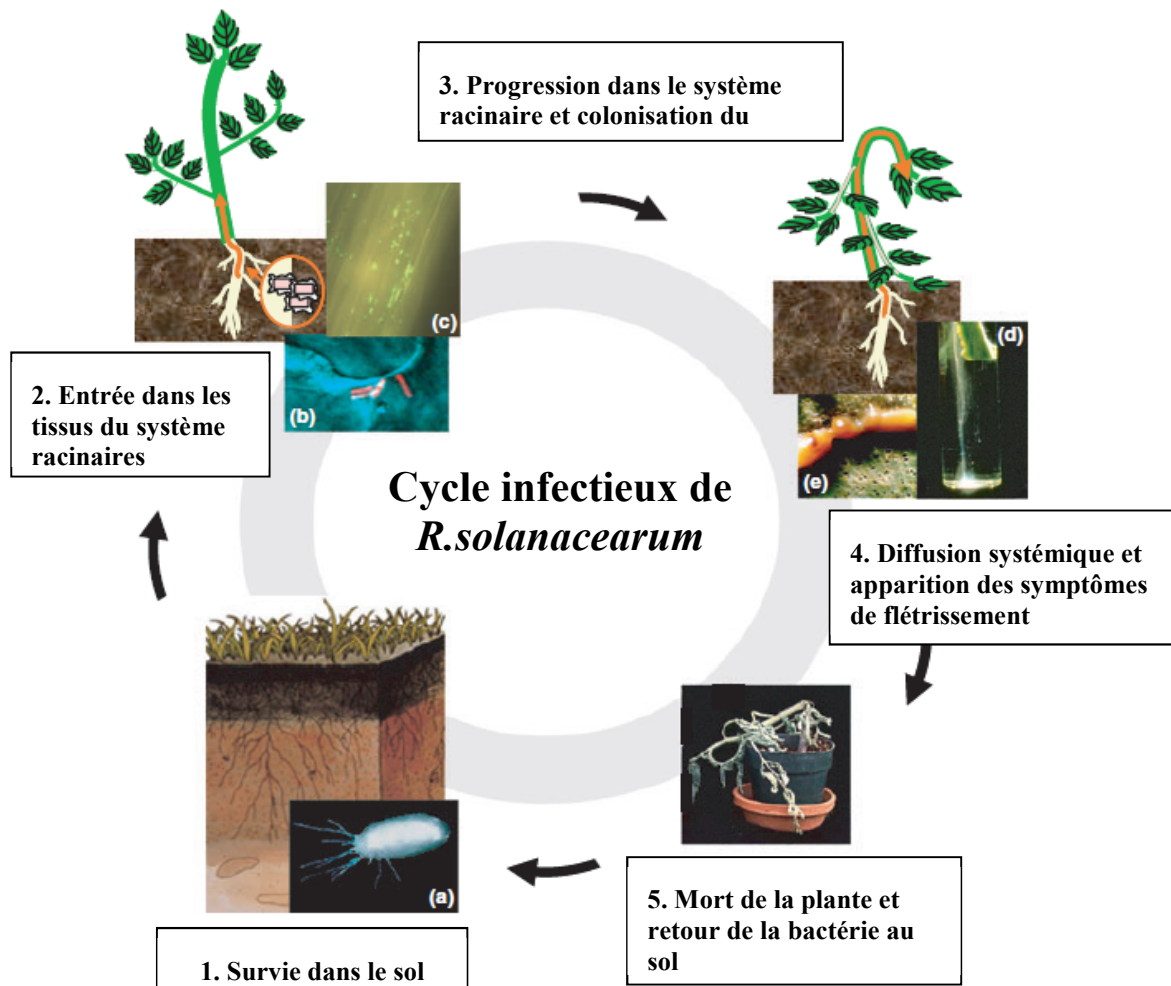 3. Progression dans le système
racinaire et colonisation du
(c)
(b)
2. Entrée dans les
tissus du système
racinaires
(d)
(e)
Cycle infectieux de
R.solanacearum
4. Diffusion systémique et
apparition des symptômes
de flétrissement
(a)
5. Mort de la plante et
retour de la bactérie au
sol
1. Survie dans le sol